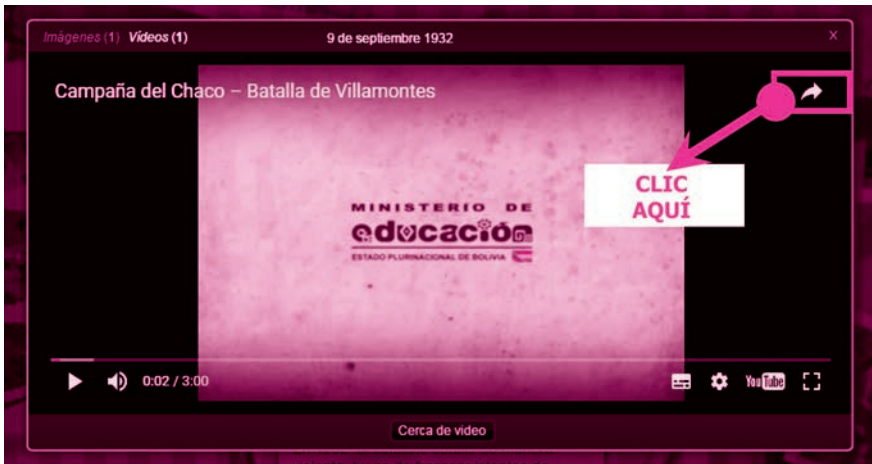 Imágenes (1) Vídeos (1) 9 de septiembre 1932 X
Campaña del Chaco – Batalla de Villamontes
CLIC
AQUÍ
MINISTERIO DE
educación
ESTADO PLURINACIONAL DE BOLIVIA
0:02 / 3:00 YouTube
Cerca de video